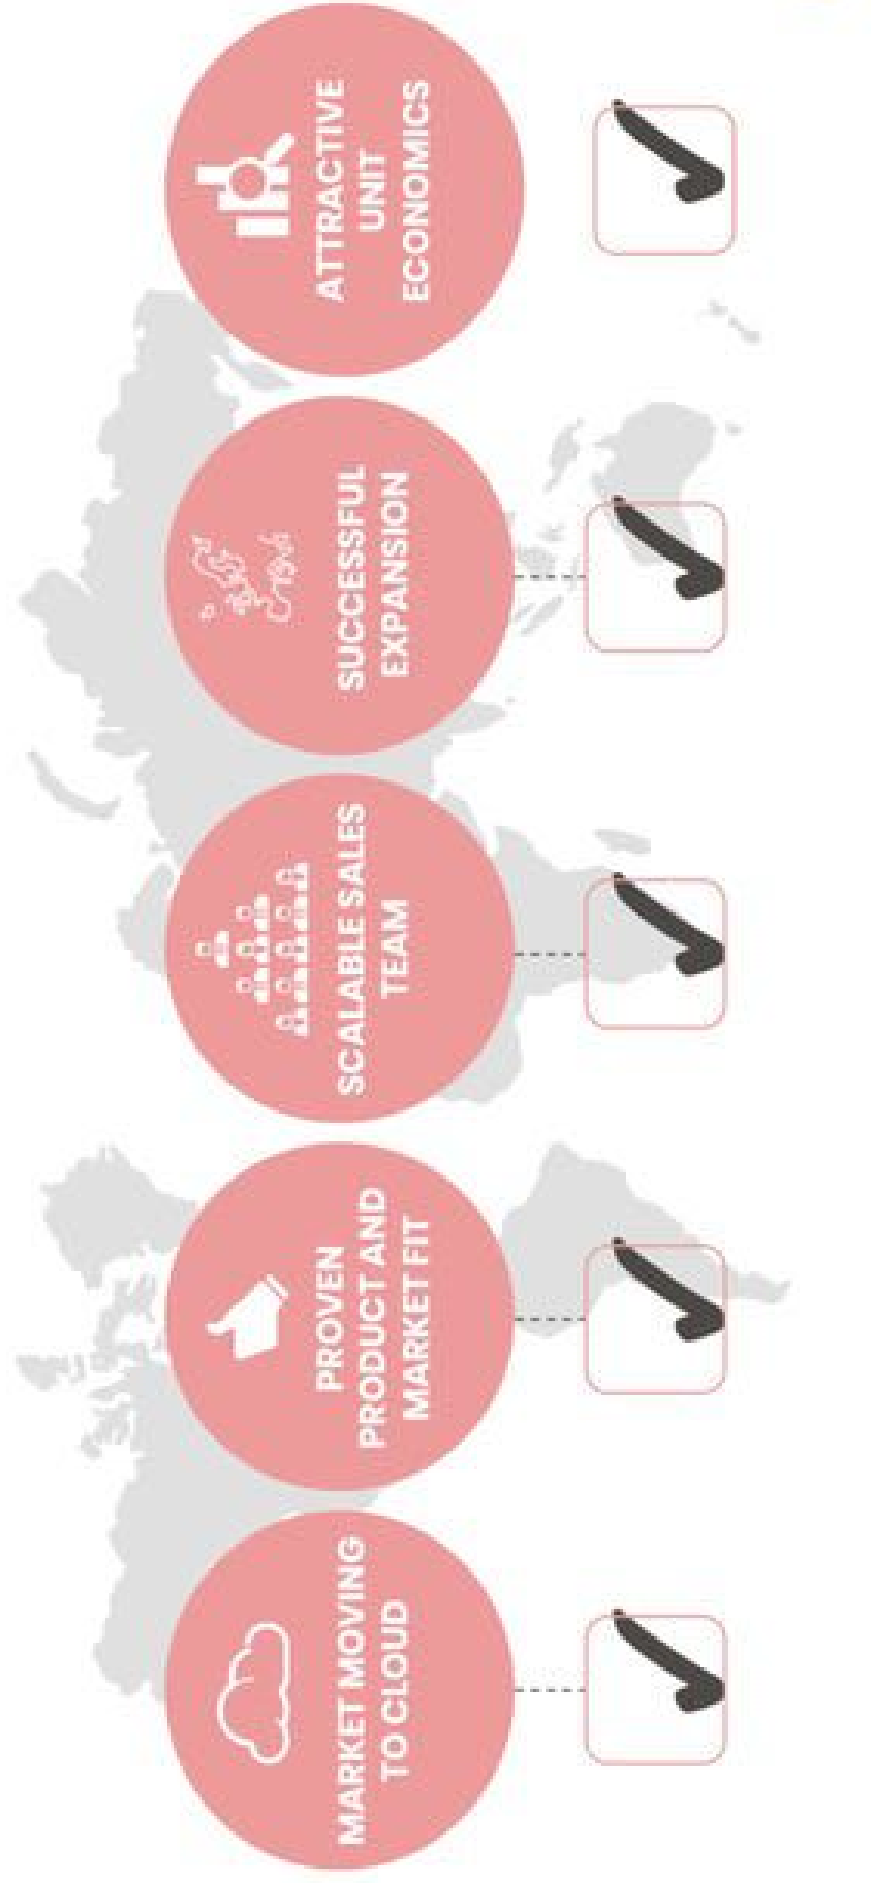 MARKET MOVING
TO CLOUD
PROVEN
PRODUCT AND
MARKET FIT
SCALABLE SALES
TEAM
SUCCESSFUL
EXPANSION
ATTRACTIVE
UNIT
ECONOMICS